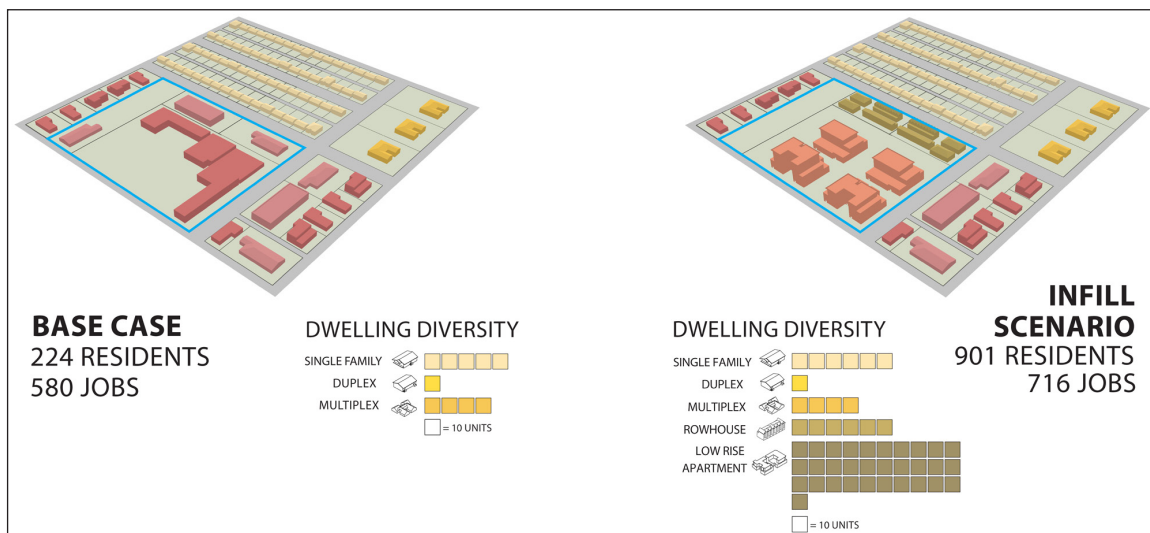 BASE CASE
224 RESIDENTS
580 JOBS
DWELLING DIVERSITY
SINGLE FAMILY
DUPLEX
MULTIPLEX
= 10 UNITS
DWELLING DIVERSITY
SINGLE FAMILY
DUPLEX
MULTIPLEX
ROWHOUSE
LOW RISE
APARTMENT
= 10 UNITS
INFILL
SCENARIO
901 RESIDENTS
716 JOBS